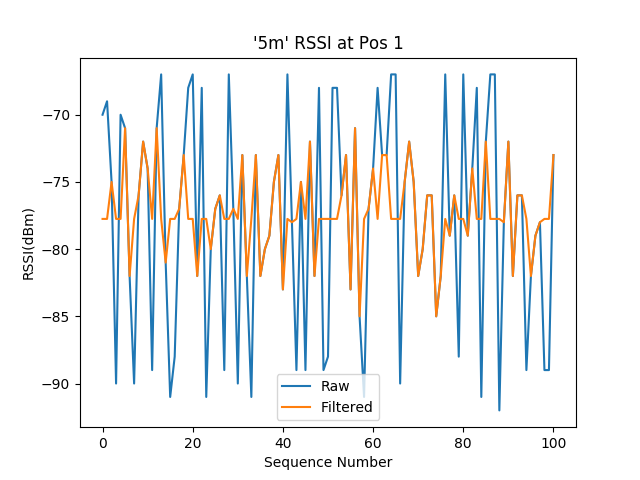 '5m' RSSI at Pos 1
−70
−75
−80
−85
−90
RSSI(dBm)
Raw
Filtered
0 20 40 60 80 100
Sequence Number